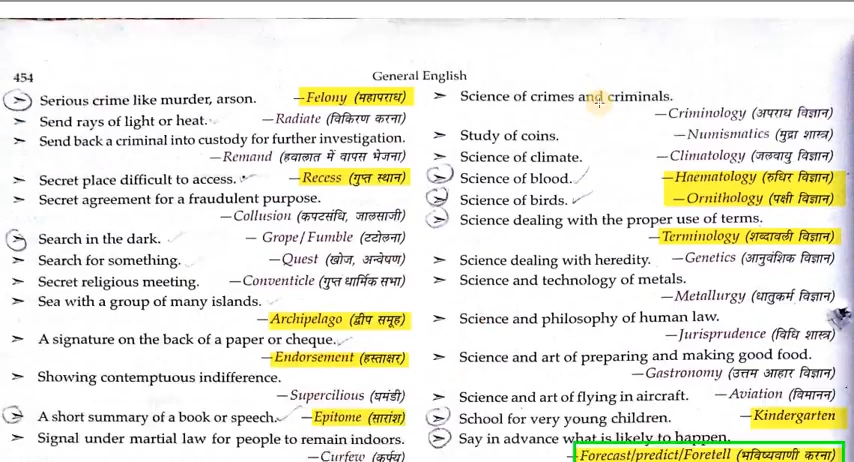 454
General English
➢ Serious crime like murder, arson.
—Felony (महापराध)
➢ Send rays of light or heat. —Radiate (विकिरण करना)
➢ Send back a criminal into custody for further investigation.
—Remand (हवालात में वापस भेजना)
➢ Secret place difficult to access. —Recess (गुप्त स्थान)
➢ Secret agreement for a fraudulent purpose.
—Collusion (कपटसंधि, जालसाजी)
➢ Search in the dark. — Grope/Fumble (टटोलना)
➢ Search for something. —Quest (खोज, अन्वेषण)
➢ Secret religious meeting. —Conventicle (गुप्त धार्मिक सभा)
➢ Sea with a group of many islands.
—Archipelago (द्वीप समूह)
➢ A signature on the back of a paper or cheque.
—Endorsement (हस्ताक्षर)
➢ Showing contemptuous indifference.
—Supercilious (घमंडी)
➢ A short summary of a book or speech. —Epitome (सारांश)
➢ Signal under martial law for people to remain indoors.
—Curfew (कर्फ्यू)
➢ Science of crimes and criminals.
—Criminology (अपराध विज्ञान)
➢ Study of coins. —Numismatics (मुद्रा शास्त्र)
➢ Science of climate. —Climatology (जलवायु विज्ञान)
➢ Science of blood. —Haematology (रुधिर विज्ञान)
➢ Science of birds. —Ornithology (पक्षी विज्ञान)
➢ Science dealing with the proper use of terms.
—Terminology (शब्दावली विज्ञान)
➢ Science dealing with heredity. —Genetics (आनुवंशिक विज्ञान)
➢ Science and technology of metals.
—Metallurgy (धातुकर्म विज्ञान)
➢ Science and philosophy of human law.
—Jurisprudence (विधि शास्त्र)
➢ Science and art of preparing and making good food.
—Gastronomy (उत्तम आहार विज्ञान)
➢ Science and art of flying in aircraft. —Aviation (विमानन)
➢ School for very young children. —Kindergarten
➢ Say in advance what is likely to happen.
—Forecast/predict/Foretell (भविष्यवाणी करना)